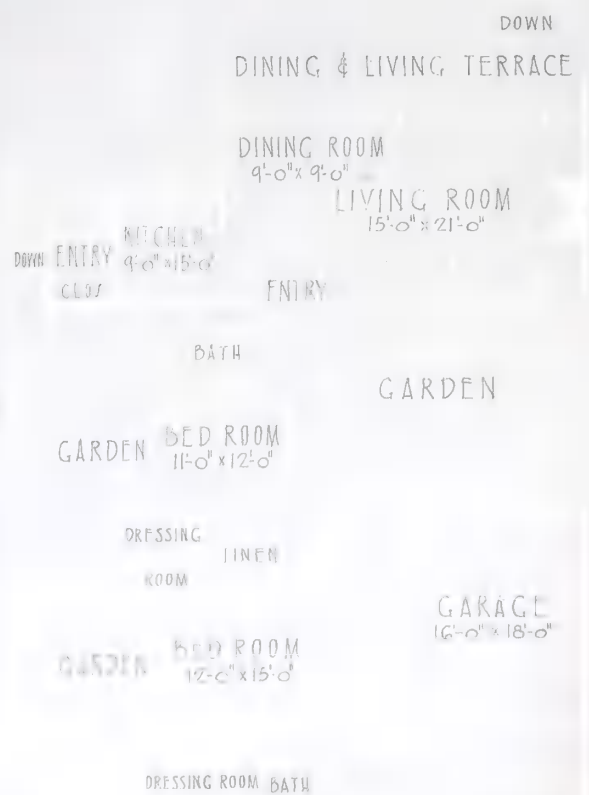 DOWN
DINING & LIVING TERRACE
DINING ROOM
9'-0" x 9'-0"
LIVING ROOM
15'-0" x 21'-0"
KITCHEN
DOWN ENTRY 9'-0" x 15'-0"
CLOS ENTRY
BATH
GARDEN
GARDEN BED ROOM
11'-0" x 12'-0"
DRESSING
LINEN
ROOM
GARAGE
16'-0" x 18'-0"
GARDEN BED ROOM
12'-0" x 15'-0"
DRESSING ROOM BATH